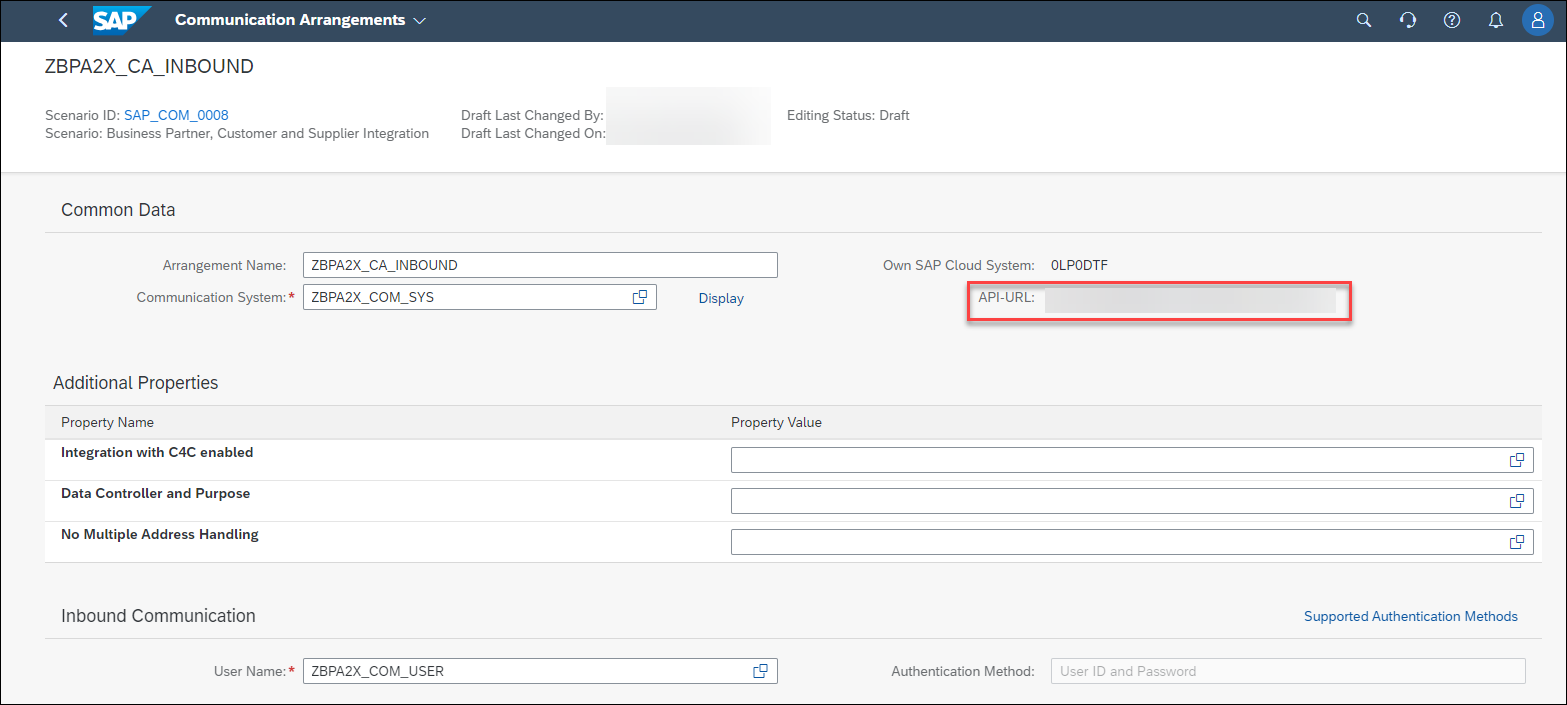 SAP Communication Arrangements
ZBPA2X_CA_INBOUND
Scenario ID: SAP_COM_0008
Scenario: Business Partner, Customer and Supplier Integration
Draft Last Changed By:
Draft Last Changed On:
Editing Status: Draft
Common Data
Arrangement Name: ZBPA2X_CA_INBOUND
Own SAP Cloud System: 0LP0DTF
Communication System:* ZBPA2X_COM_SYS Display
API-URL:
Additional Properties
Property Name Property Value
Integration with C4C enabled
Data Controller and Purpose
No Multiple Address Handling
Inbound Communication
Supported Authentication Methods
User Name:* ZBPA2X_COM_USER
Authentication Method: User ID and Password